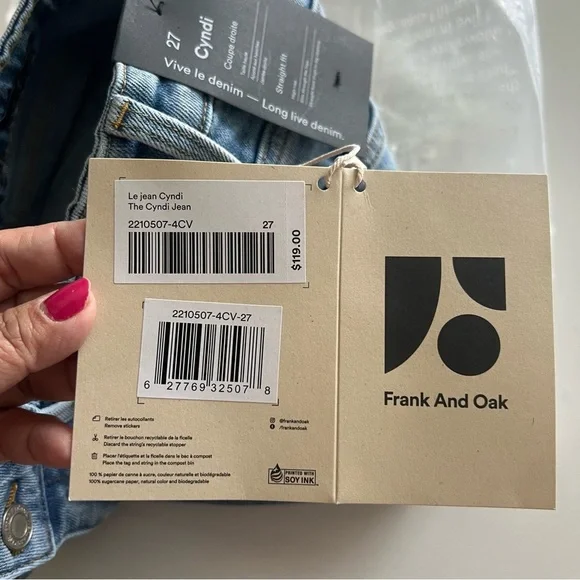 27
Cyndi
Coupe droite
Straight fit
Vive le denim — Long live denim.
Le jean Cyndi
The Cyndi Jean
2210507-4CV 27
$119.00
2210507-4CV-27
6 27769 32507 8
Retirer les autocollants
Remove stickers
@frankandoak
/frankandoak
Retirer le bouchon recyclable de la ficelle
Discard the string's recyclable stopper
Placer l'étiquette et la ficelle dans le bac à compost
Place the tag and string in the compost bin
100 % papier de canne à sucre, couleur naturelle et biodégradable
100% sugarcane paper, natural color and biodegradable
PRINTED WITH
SOY INK
Frank And Oak